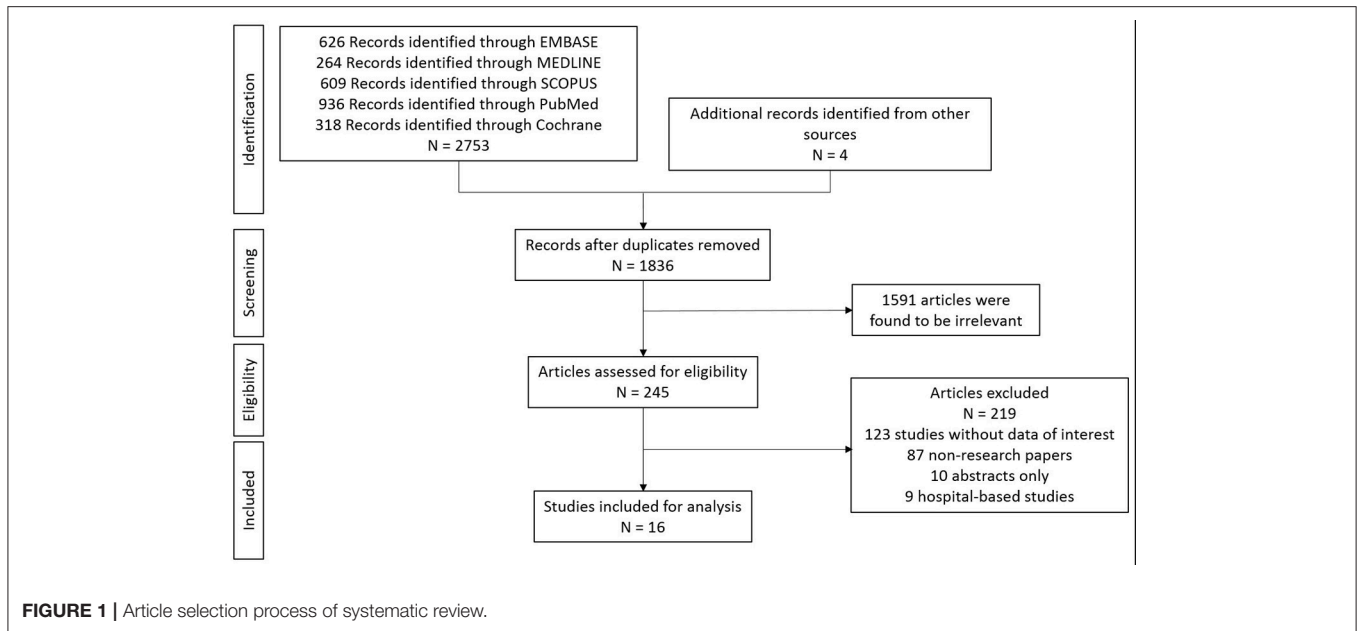 Identification
626 Records identified through EMBASE
264 Records identified through MEDLINE
609 Records identified through SCOPUS
936 Records identified through PubMed
318 Records identified through Cochrane
N = 2753
Additional records identified from other
sources
N = 4
Screening
Records after duplicates removed
N = 1836
1591 articles were
found to be irrelevant
Eligibility
Articles assessed for eligibility
N = 245
Articles excluded
N = 219
123 studies without data of interest
87 non-research papers
10 abstracts only
9 hospital-based studies
Included
Studies included for analysis
N = 16
FIGURE 1 | Article selection process of systematic review.